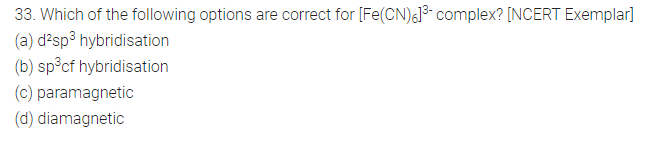 33. Which of the following options are correct for [Fe(CN)₆]³⁻ complex? [NCERT Exemplar]
(a) d²sp³ hybridisation
(b) sp³cf hybridisation
(c) paramagnetic
(d) diamagnetic